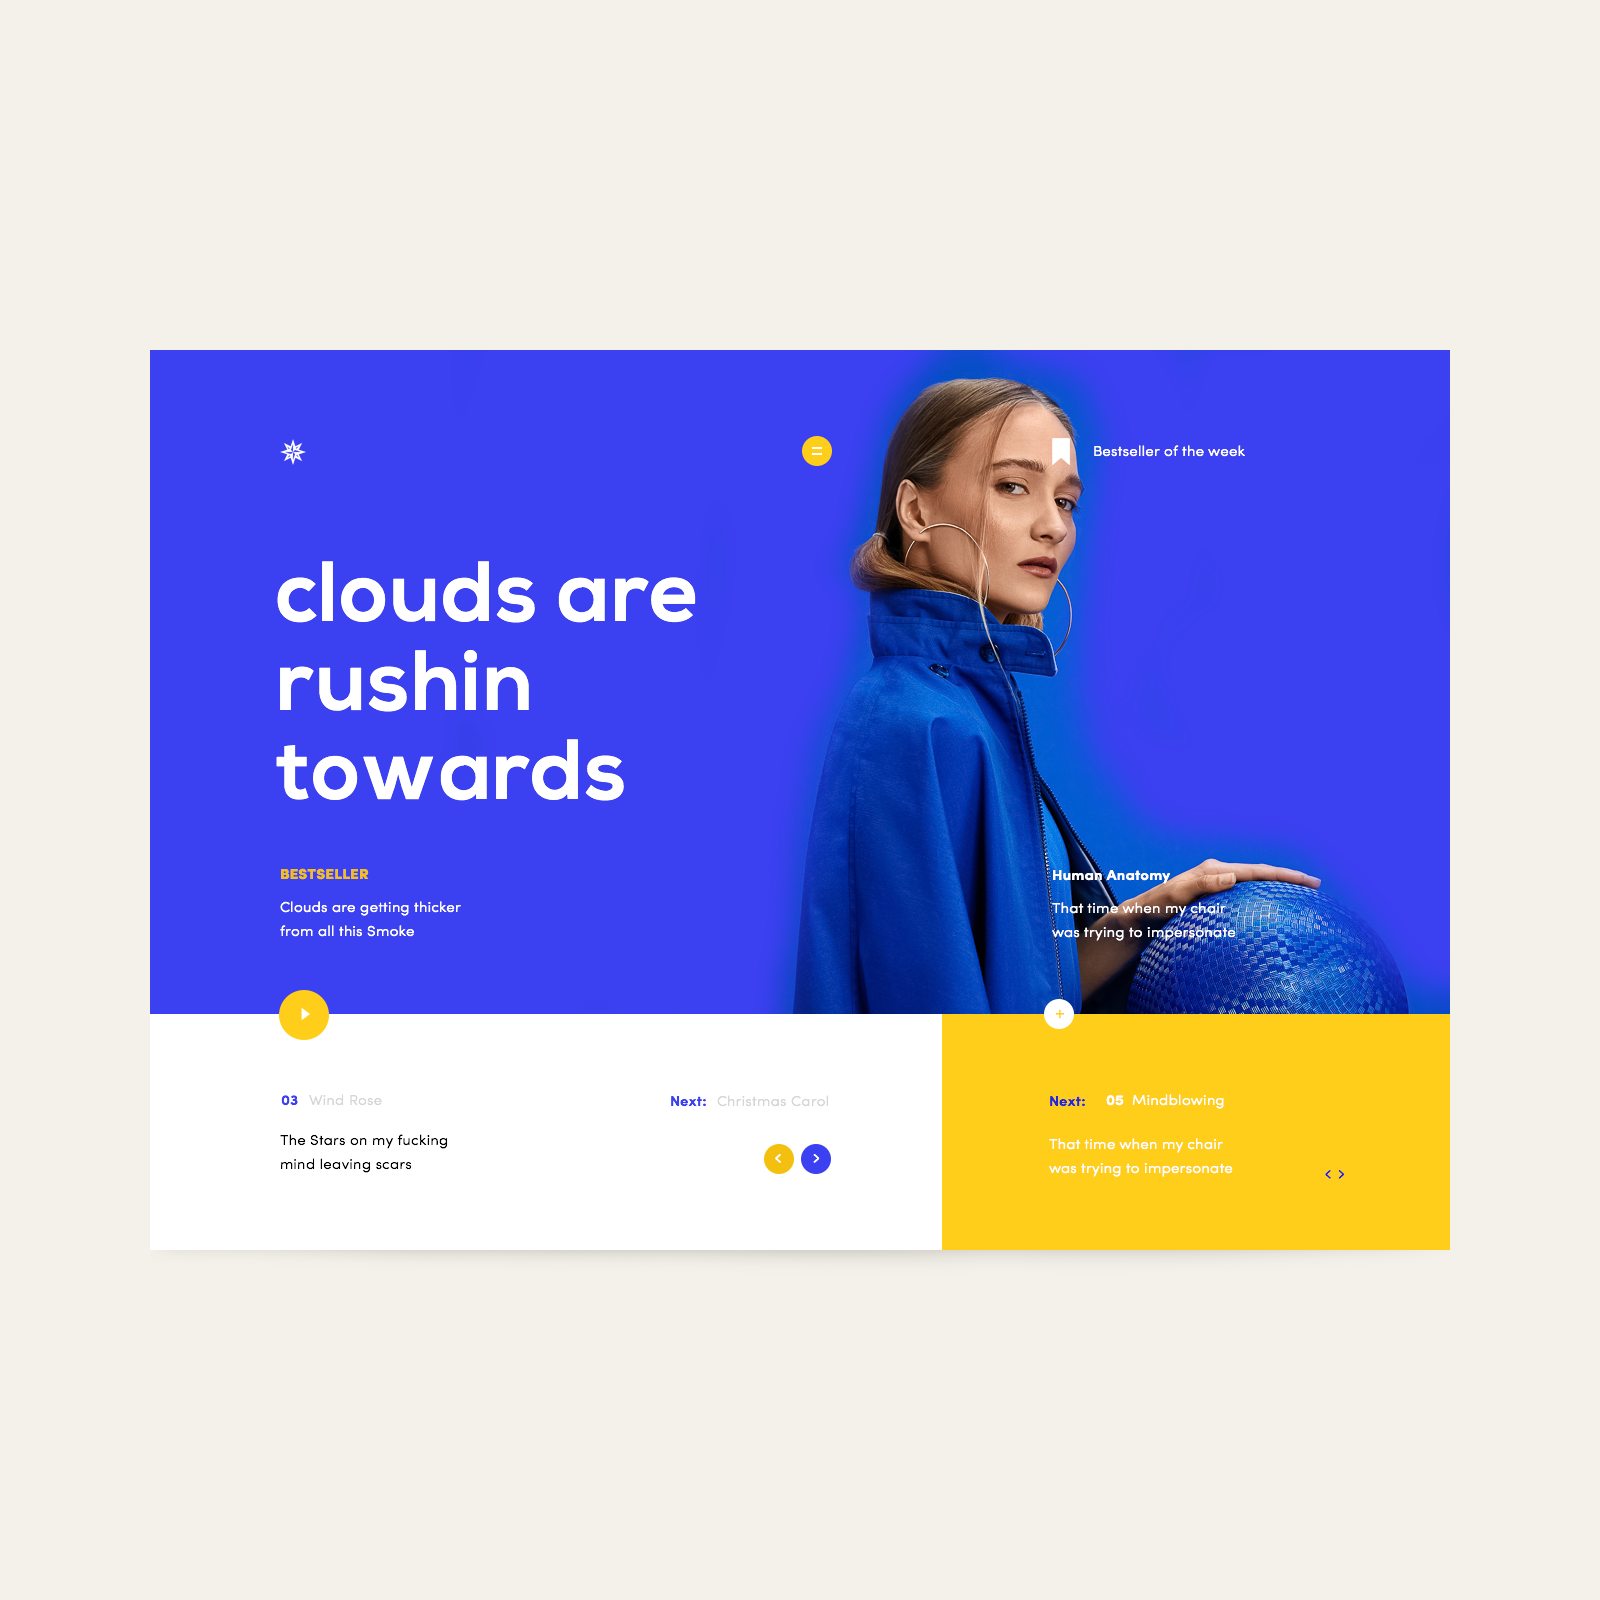 Bestseller of the week
clouds are
rushin
towards
BESTSELLER
Clouds are getting thicker
from all this Smoke
Human Anatomy
That time when my chair
was trying to impersonate
03 Wind Rose
The Stars on my fucking
mind leaving scars
Next: Christmas Carol
Next: 05 Mindblowing
That time when my chair
was trying to impersonate